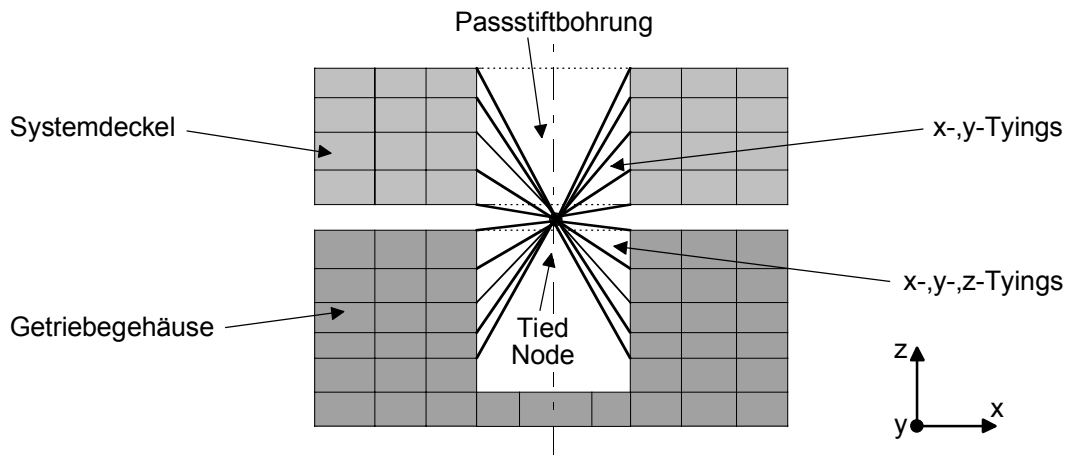 Passstiftbohrung
Systemdeckel
x-,y-Tyings
x-,y-,z-Tyings
Getriebegehäuse
Tied
Node
z
y
x